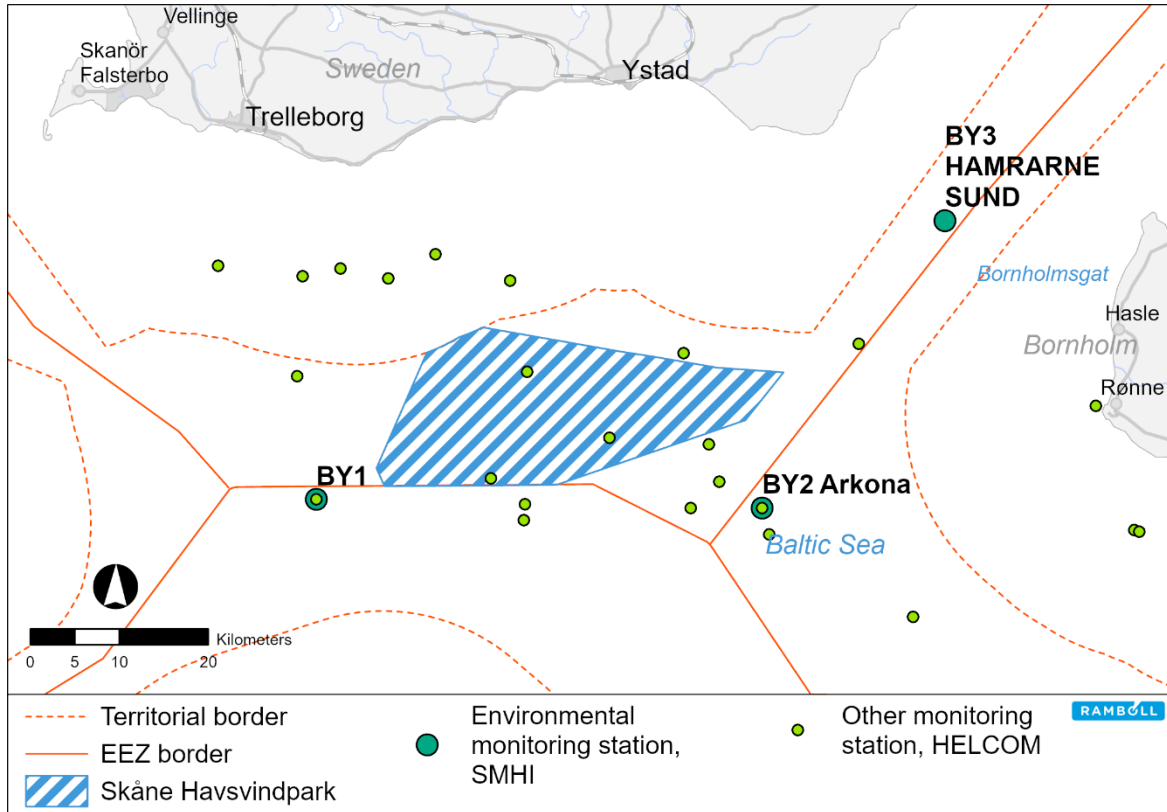 Vellinge
Skanör
Falsterbo
Sweden
Ystad
Trelleborg
BY3
HAMRARNE
SUND
Bornholmsgat
Hasle
Bornholm
Rønne
BY1
BY2 Arkona
Baltic Sea
Kilometers
0 5 10 20
Territorial border
EEZ border
Skåne Havsvindpark
Environmental
monitoring station,
SMHI
Other monitoring
station, HELCOM
RAMBOLL